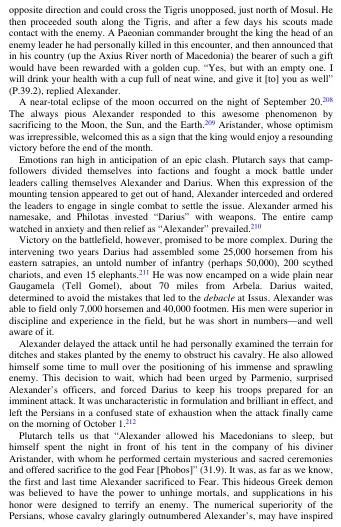 opposite direction and could cross the Tigris unopposed, just north of Mosul. He
then proceeded south along the Tigris, and after a few days his scouts made
contact with the enemy. A Paeonian commander brought the king the head of an
enemy leader he had personally killed in this encounter, and then announced that
in his country (up the Axius River north of Macedonia) the bearer of such a gift
would have been rewarded with a golden cup. “Yes, but with an empty one. I
will drink your health with a cup full of neat wine, and give it [to] you as well”
(P.39.2), replied Alexander.
A near-total eclipse of the moon occurred on the night of September 20.208
The always pious Alexander responded to this awesome phenomenon by
sacrificing to the Moon, the Sun, and the Earth.209 Aristander, whose optimism
was irrepressible, welcomed this as a sign that the king would enjoy a resounding
victory before the end of the month.
Emotions ran high in anticipation of an epic clash. Plutarch says that camp-
followers divided themselves into factions and fought a mock battle under
leaders calling themselves Alexander and Darius. When this expression of the
mounting tension appeared to get out of hand, Alexander interceded and ordered
the leaders to engage in single combat to settle the issue. Alexander armed his
namesake, and Philotas invested “Darius” with weapons. The entire camp
watched in anxiety and then relief as “Alexander” prevailed.210
Victory on the battlefield, however, promised to be more complex. During the
intervening two years Darius had assembled some 25,000 horsemen from his
eastern satrapies, an untold number of infantry (perhaps 50,000), 200 scythed
chariots, and even 15 elephants.211 He was now encamped on a wide plain near
Gaugamela (Tell Gomel), about 70 miles from Arbela. Darius waited,
determined to avoid the mistakes that led to the debacle at Issus. Alexander was
able to field only 7,000 horsemen and 40,000 footmen. His men were superior in
discipline and experience in the field, but he was short in numbers—and well
aware of it.
Alexander delayed the attack until he had personally examined the terrain for
ditches and stakes planted by the enemy to obstruct his cavalry. He also allowed
himself some time to mull over the positioning of his immense and sprawling
enemy. This decision to wait, which had been urged by Parmenio, surprised
Alexander’s officers, and forced Darius to keep his troops prepared for an
imminent attack. It was uncharacteristic in formulation and brilliant in effect, and
left the Persians in a confused state of exhaustion when the attack finally came
on the morning of October 1.212
Plutarch tells us that “Alexander allowed his Macedonians to sleep, but
himself spent the night in front of his tent in the company of his diviner
Aristander, with whom he performed certain mysterious and sacred ceremonies
and offered sacrifice to the god Fear [Phobos]” (31.9). It was, as far as we know,
the first and last time Alexander sacrificed to Fear. This hideous Greek demon
was believed to have the power to unhinge mortals, and supplications in his
honor were designed to terrify an enemy. The numerical superiority of the
Persians, whose cavalry glaringly outnumbered Alexander’s, may have inspired